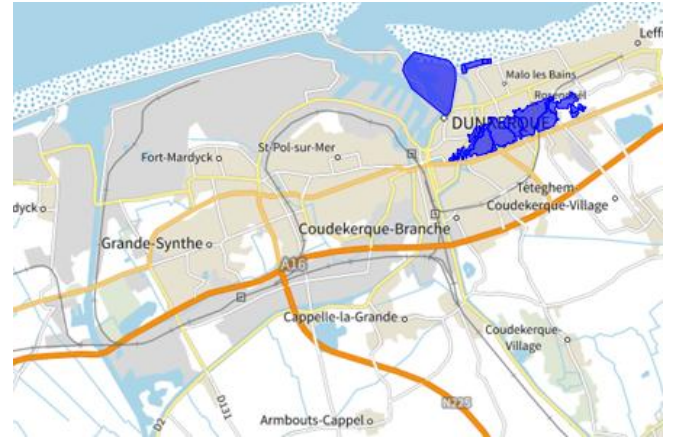 Leffr
Malo les Bains
Rosendaël
DUNKERQUE
St-Pol-sur-Mer
Fort-Mardyck
Téteghem-
Coudekerque-Village
dyck
Coudekerque-Branche
Grande-Synthe
A16
Cappelle-la-Grande
Coudekerque-
Village
N225
D131
D2
Armbouts-Cappel